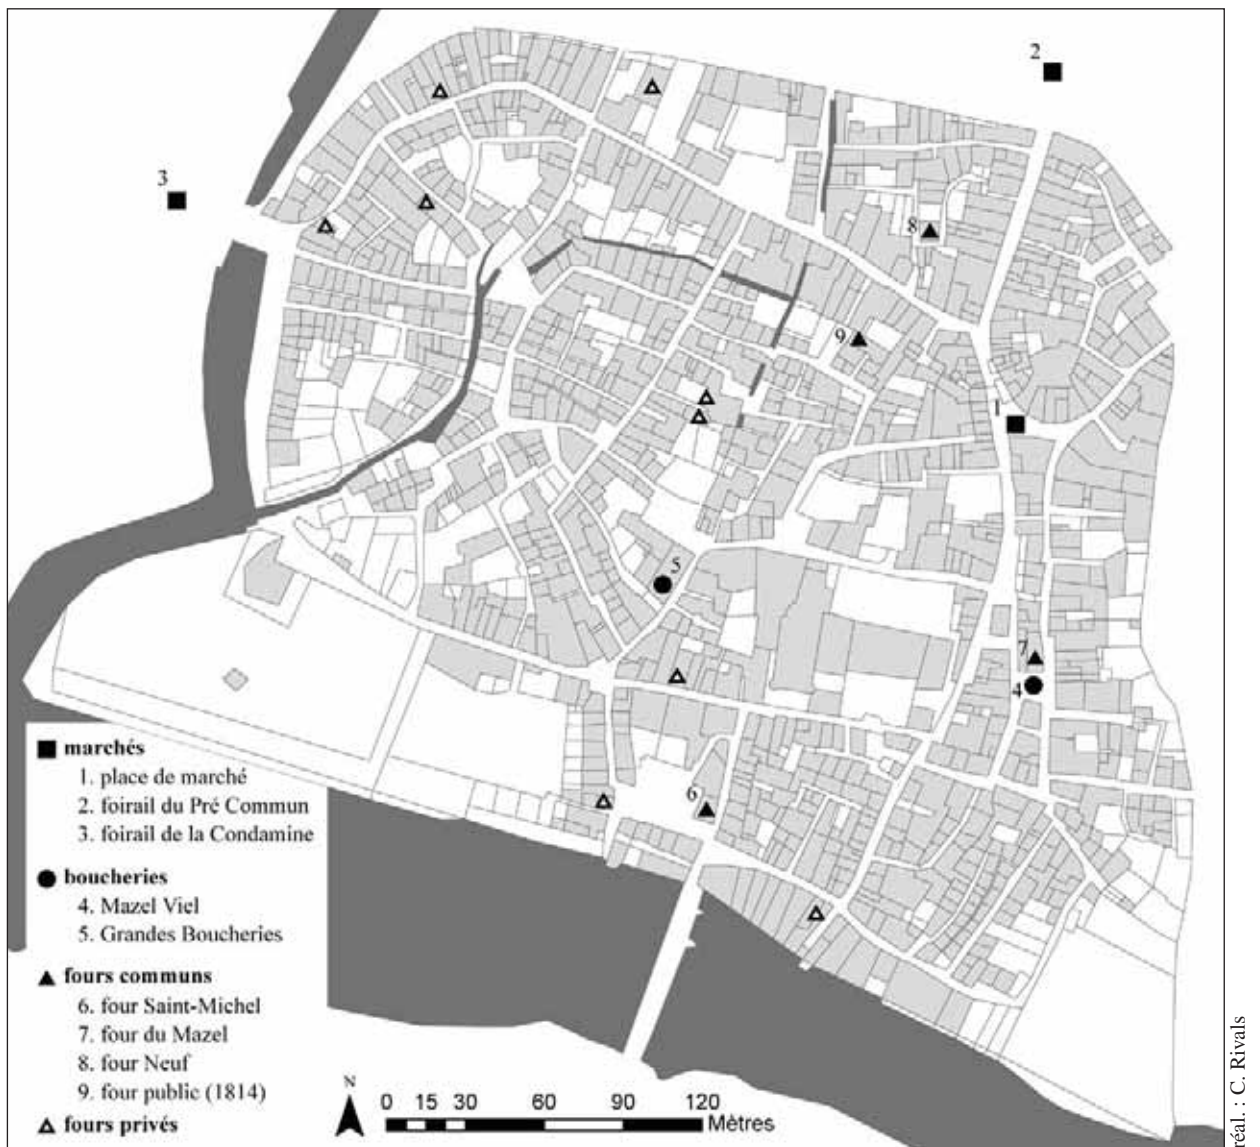 2
3
8
9
1
5
7
4
6
marchés
1. place de marché
2. foirail du Pré Commun
3. foirail de la Condamine
boucheries
4. Mazel Viel
5. Grandes Boucheries
fours communs
6. four Saint-Michel
7. four du Mazel
8. four Neuf
9. four public (1814)
fours privés
N
0 15 30 60 90 120
Mètres
réal. : C. Rivals